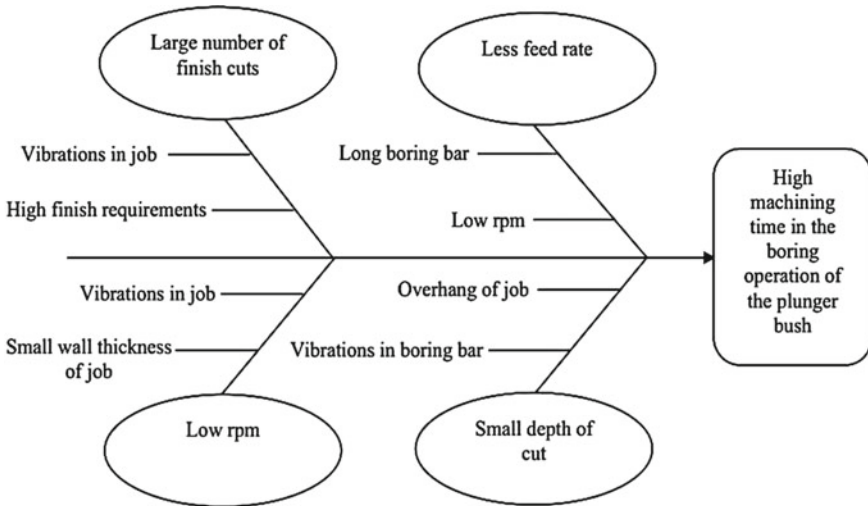 Large number of
finish cuts
Less feed rate
Vibrations in job
Long boring bar
High finish requirements
Low rpm
High
machining
time in the
boring
operation of
the plunger
bush
Vibrations in job
Overhang of job
Small wall thickness
of job
Vibrations in boring bar
Low rpm
Small depth of
cut